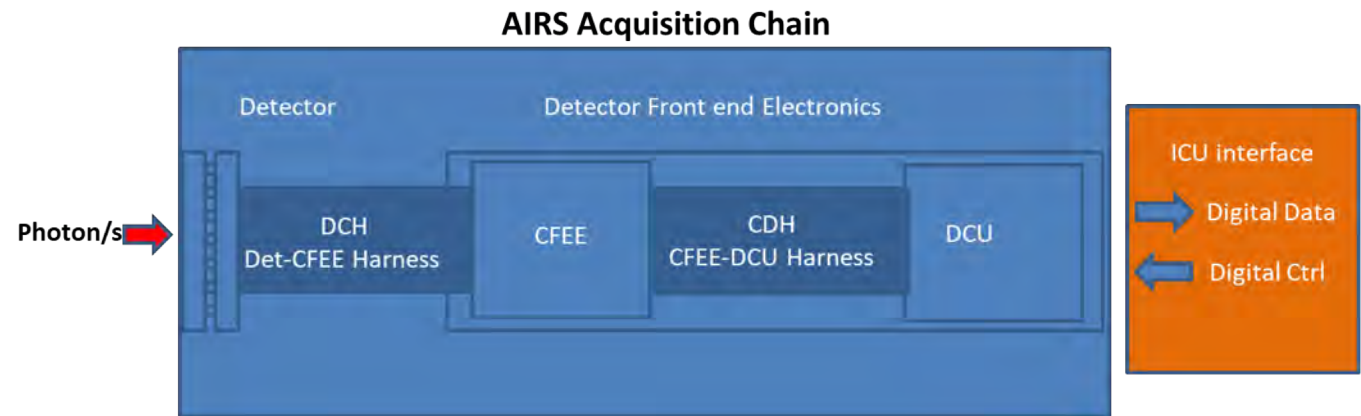 AIRS Acquisition Chain
Detector
Detector Front end Electronics
ICU interface
Photon/s
DCH
Det-CFEE Harness
CFEE
CDH
CFEE-DCU Harness
DCU
Digital Data
Digital Ctrl